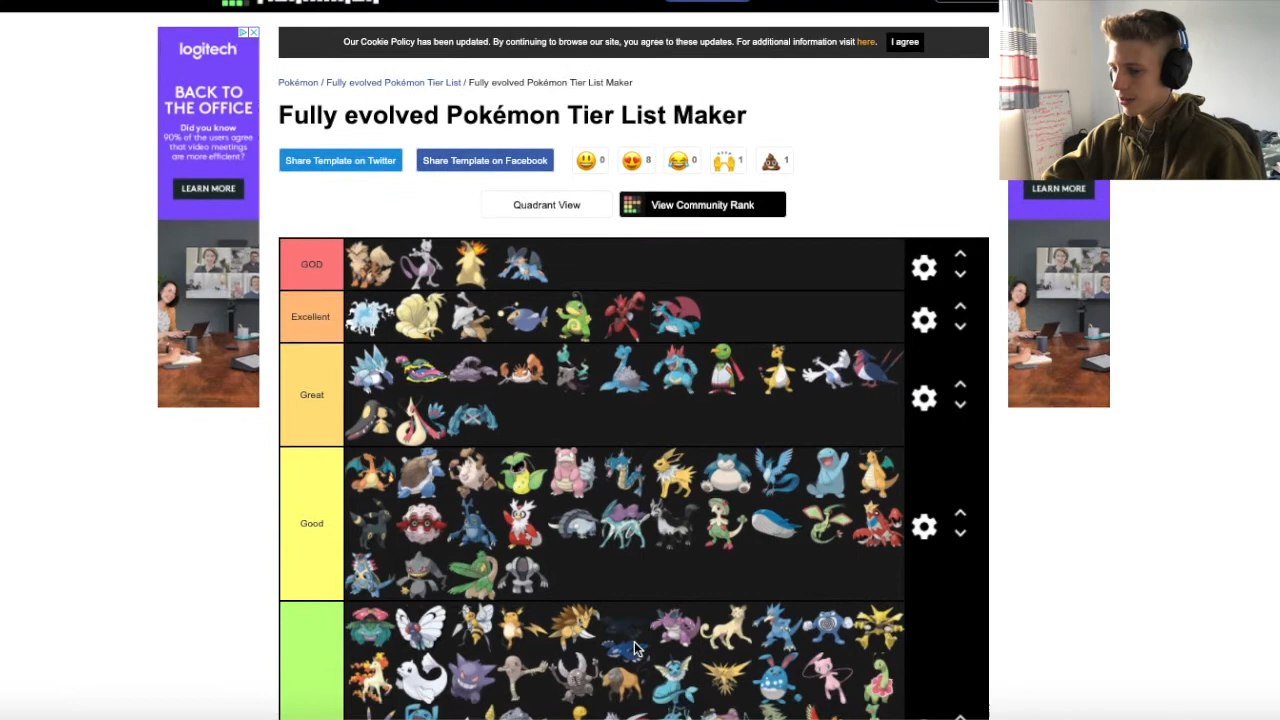 logitech
BACK TO
THE OFFICE
Did you know
90% of the users agree
that video meetings
are more efficient?
LEARN MORE
Our Cookie Policy has been updated. By continuing to browse our site, you agree to these updates. For additional information visit here.
I agree
Pokémon / Fully evolved Pokémon Tier List / Fully evolved Pokémon Tier List Maker
Fully evolved Pokémon Tier List Maker
Share Template on Twitter
Share Template on Facebook
0
8
0
1
1
Quadrant View
View Community Rank
LEARN MORE
GOD
Excellent
Great
Good